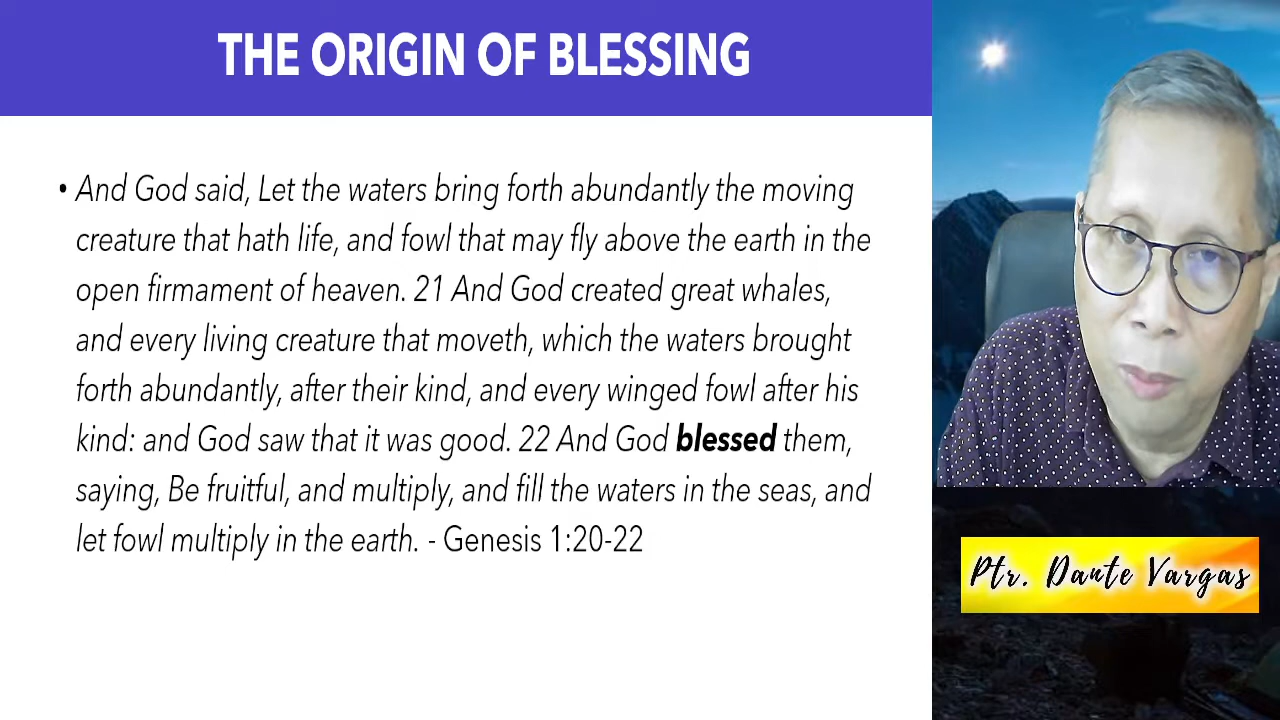 THE ORIGIN OF BLESSING
• And God said, Let the waters bring forth abundantly the moving
creature that hath life, and fowl that may fly above the earth in the
open firmament of heaven. 21 And God created great whales,
and every living creature that moveth, which the waters brought
forth abundantly, after their kind, and every winged fowl after his
kind: and God saw that it was good. 22 And God blessed them,
saying, Be fruitful, and multiply, and fill the waters in the seas, and
let fowl multiply in the earth. - Genesis 1:20-22
Ptr. Dante Vargas